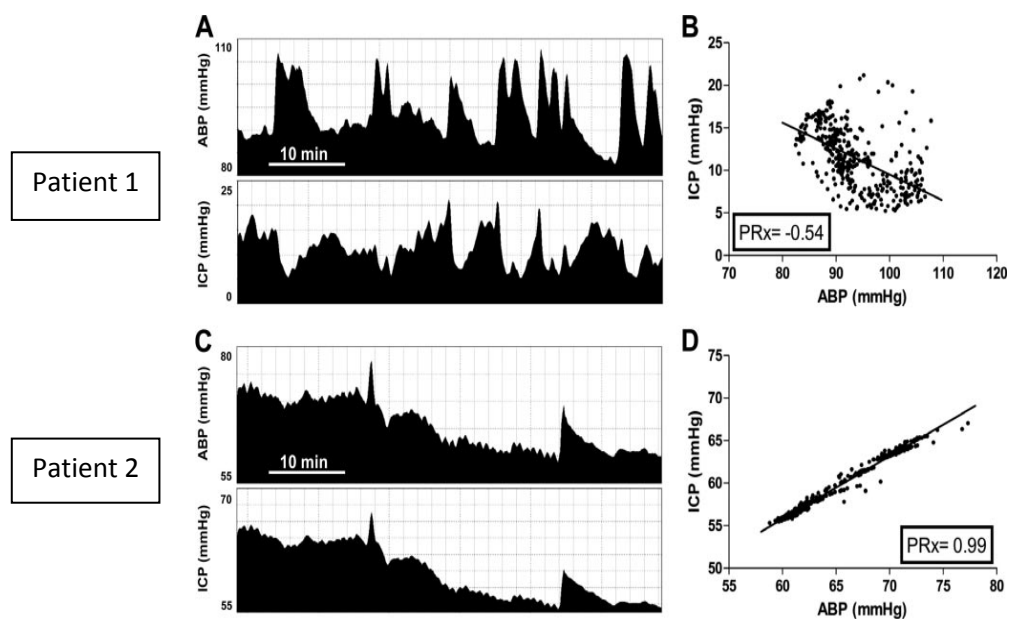 Patient 1
A
110
ABP (mmHg)
80
10 min
25
ICP (mmHg)
0
B
25
20
15
10
5
0
ICP (mmHg)
PRx= -0.54
70 80 90 100 110 120
ABP (mmHg)
Patient 2
C
80
ABP (mmHg)
55
10 min
70
ICP (mmHg)
55
D
75
70
65
60
55
50
ICP (mmHg)
PRx= 0.99
55 60 65 70 75 80
ABP (mmHg)